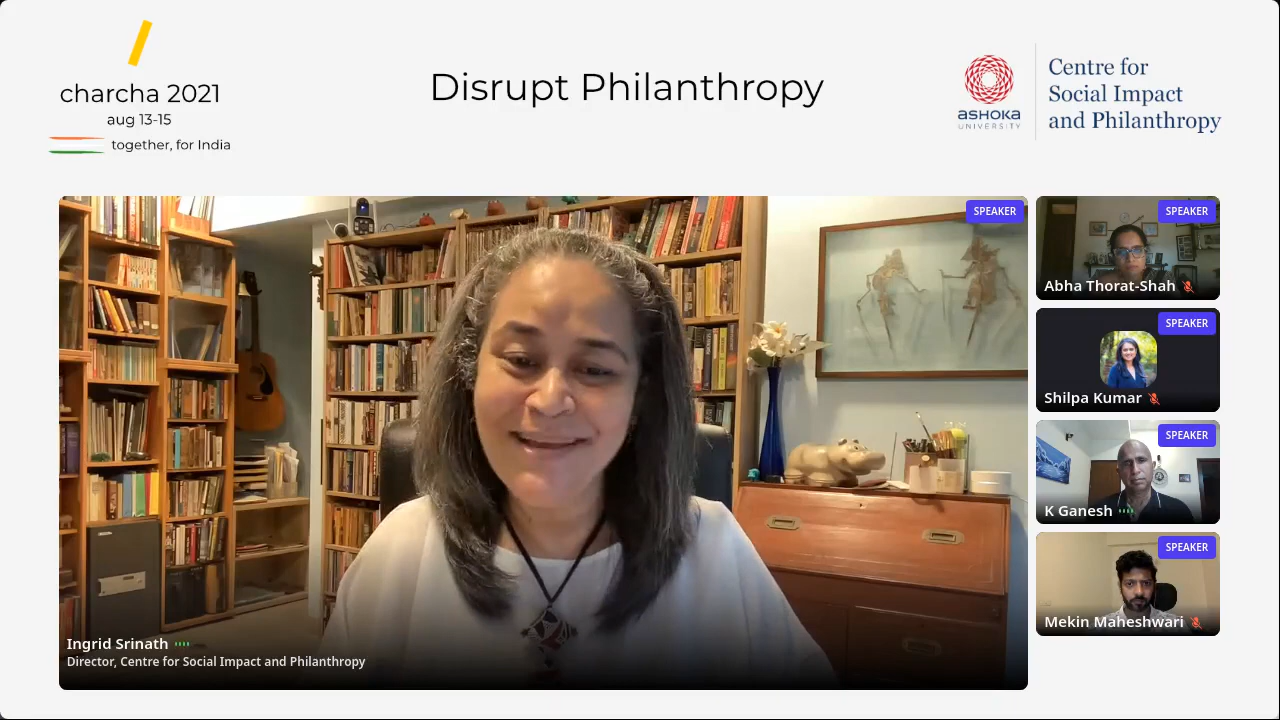 charcha 2021
aug 13-15
together, for India
Disrupt Philanthropy
ASHOKA
UNIVERSITY
Centre for
Social Impact
and Philanthropy
SPEAKER
Ingrid Srinath
Director, Centre for Social Impact and Philanthropy
SPEAKER
Abha Thorat-Shah
SPEAKER
Shilpa Kumar
SPEAKER
K Ganesh
SPEAKER
Mekin Maheshwari